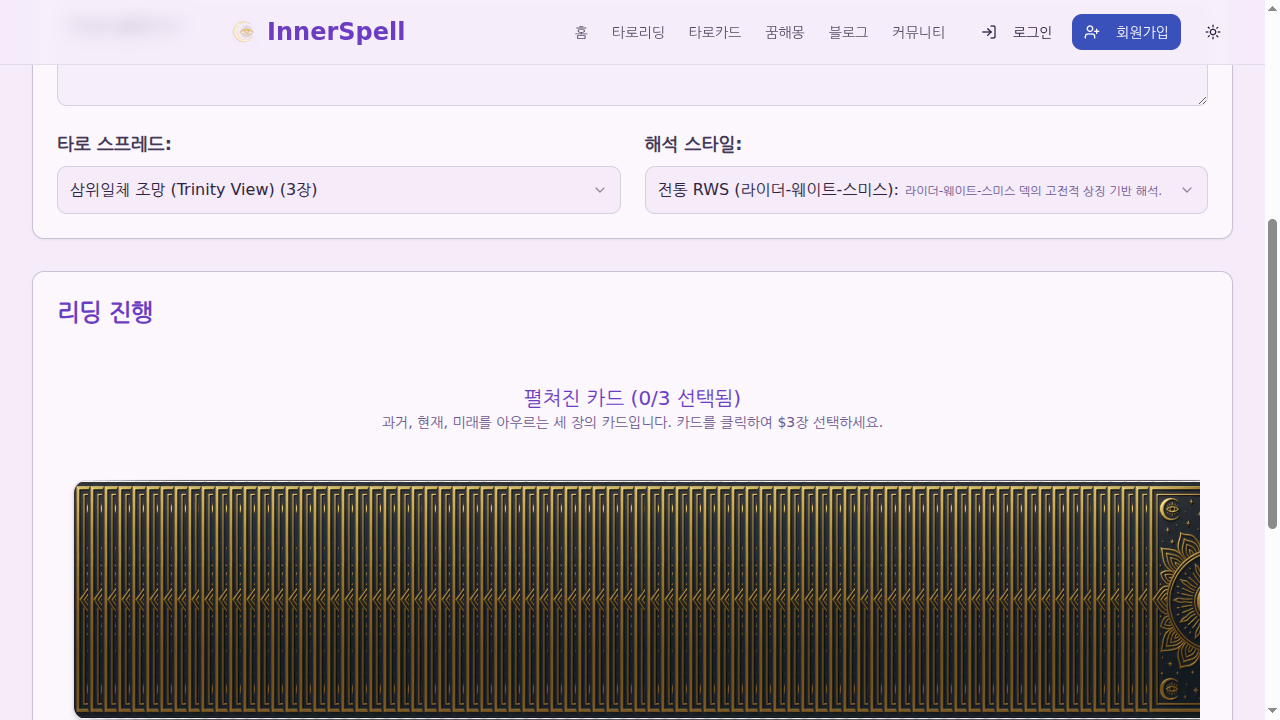 InnerSpell
홈
타로리딩
타로카드
꿈해몽
블로그
커뮤니티
로그인
회원가입
타로 스프레드:
해석 스타일:
삼위일체 조망 (Trinity View) (3장)
전통 RWS (라이더-웨이트-스미스): 라이더-웨이트-스미스 덱의 고전적 상징 기반 해석.
리딩 진행
펼쳐진 카드 (0/3 선택됨)
과거, 현재, 미래를 아우르는 세 장의 카드입니다. 카드를 클릭하여 $3장 선택하세요.